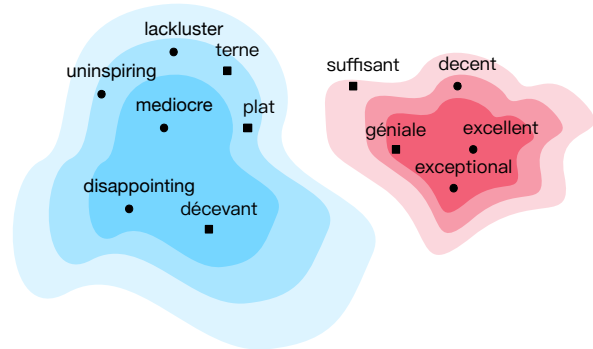 lackluster
terne
uninspiring
mediocre
plat
disappointing
décevant
suffisant
decent
géniale
excellent
exceptional